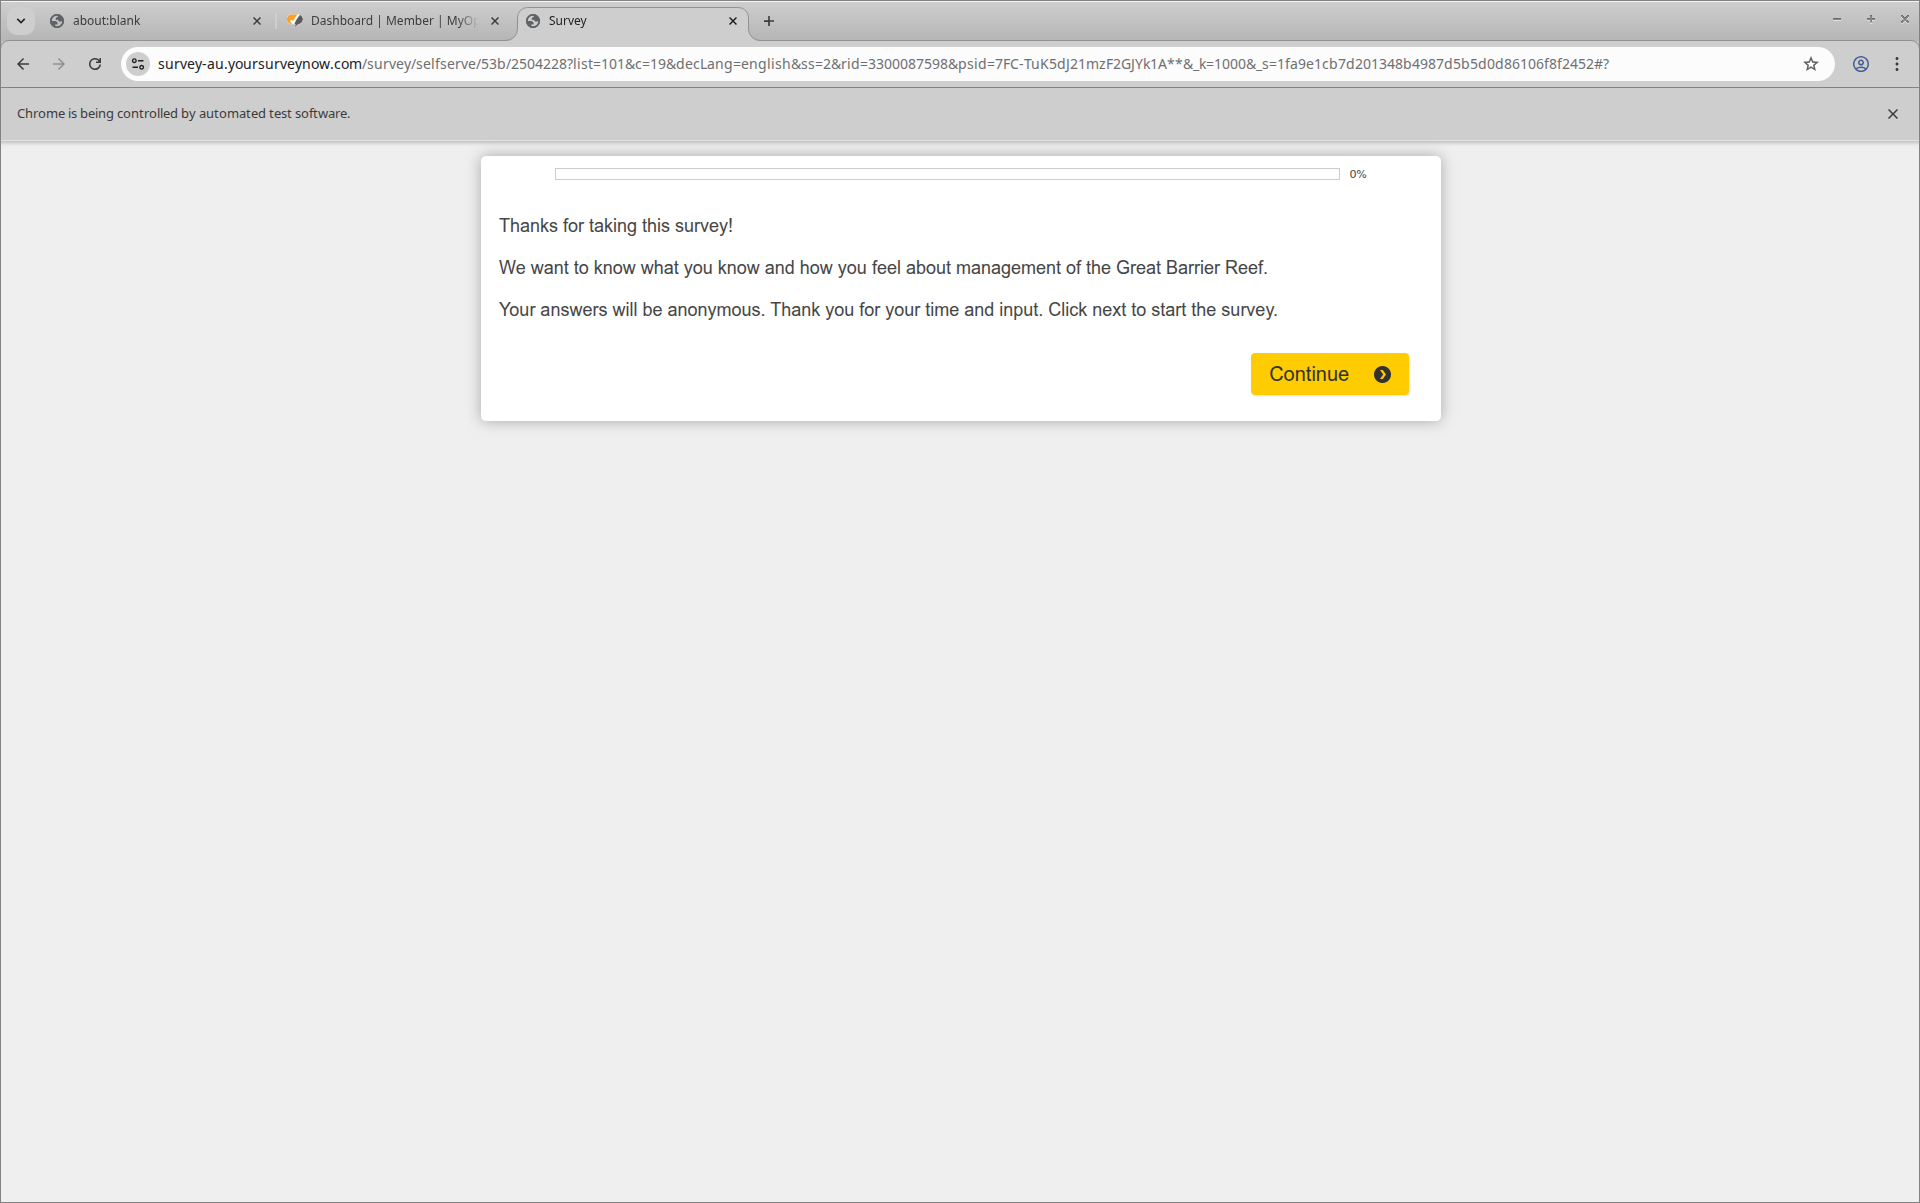 about:blank
Dashboard | Member | MyO
Survey
survey-au.yoursurveynow.com/survey/selfserve/53b/2504228?list=101&c=19&decLang=english&ss=2&rid=3300087598&psid=7FC-TuK5dJ21mzF2GJYk1A**&_k=1000&_s=1fa9e1cb7d201348b4987d5b5d0d86106f8f2452#?
Chrome is being controlled by automated test software.
0%
Thanks for taking this survey!
We want to know what you know and how you feel about management of the Great Barrier Reef.
Your answers will be anonymous. Thank you for your time and input. Click next to start the survey.
Continue